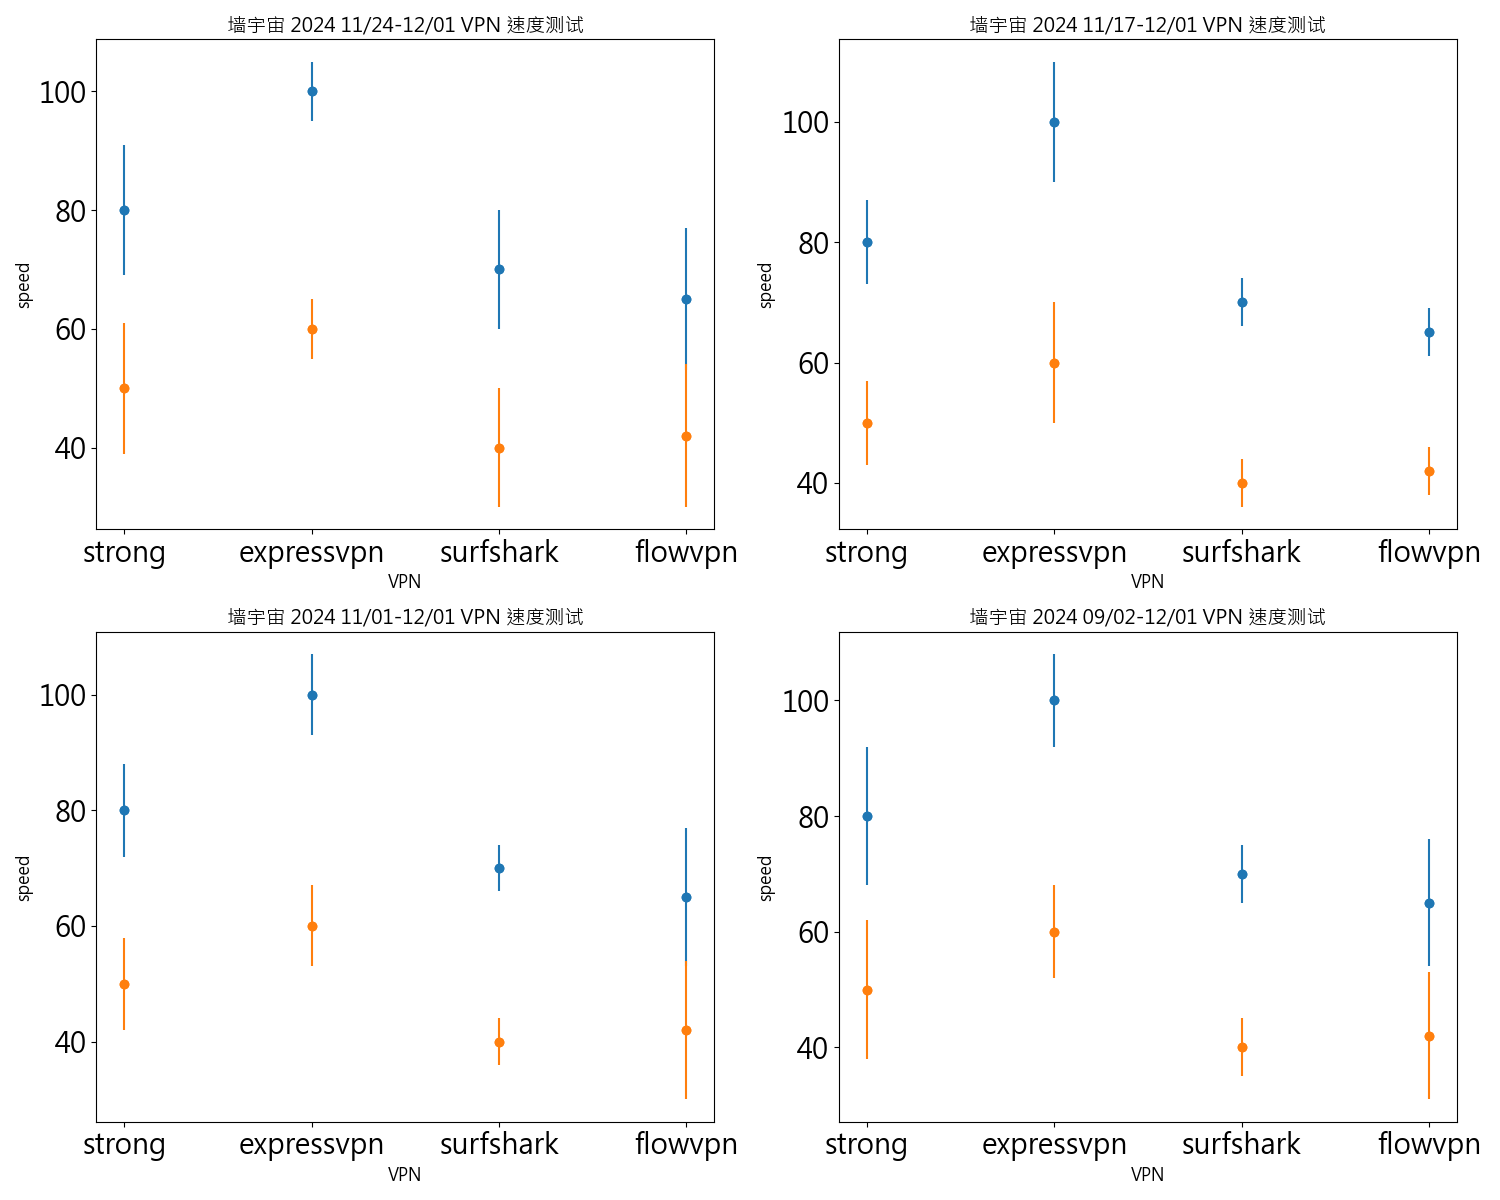 墙宇宙 2024 11/24-12/01 VPN 速度测试
100
80
60
40
speed
strong expressvpn surfshark flowvpn
VPN
墙宇宙 2024 11/17-12/01 VPN 速度测试
100
80
60
40
speed
strong expressvpn surfshark flowvpn
VPN
墙宇宙 2024 11/01-12/01 VPN 速度测试
100
80
60
40
speed
strong expressvpn surfshark flowvpn
VPN
墙宇宙 2024 09/02-12/01 VPN 速度测试
100
80
60
40
speed
strong expressvpn surfshark flowvpn
VPN